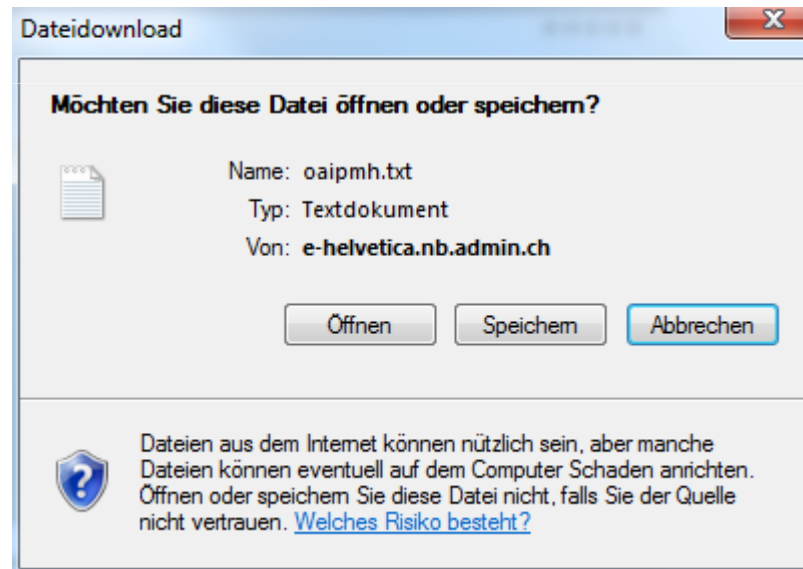 Dateidownload
Möchten Sie diese Datei öffnen oder speichern?
Name: oaipmh.txt
Typ: Textdokument
Von: e-helvetica.nb.admin.ch
Öffnen Speichern Abbrechen
Dateien aus dem Internet können nützlich sein, aber manche
Dateien können eventuell auf dem Computer Schaden anrichten.
Öffnen oder speichern Sie diese Datei nicht, falls Sie der Quelle
nicht vertrauen. Welches Risiko besteht?